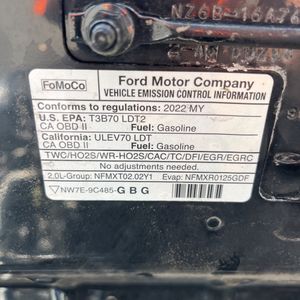 NZ6B-16A7
FoMoCo
Ford Motor Company
VEHICLE EMISSION CONTROL INFORMATION
Conforms to regulations: 2022 MY
U.S. EPA: T3B70 LDT2
CA OBD II Fuel: Gasoline
California: ULEV70 LDT
CA OBD II Fuel: Gasoline
TWC/HO2S/WR-HO2S/CAC/TC/DFI/EGR/EGRC
No adjustments needed.
2.0L-Group: NFMXT02.02Y1 Evap: NFMXR0125GDF
NW7E-9C485-GBG